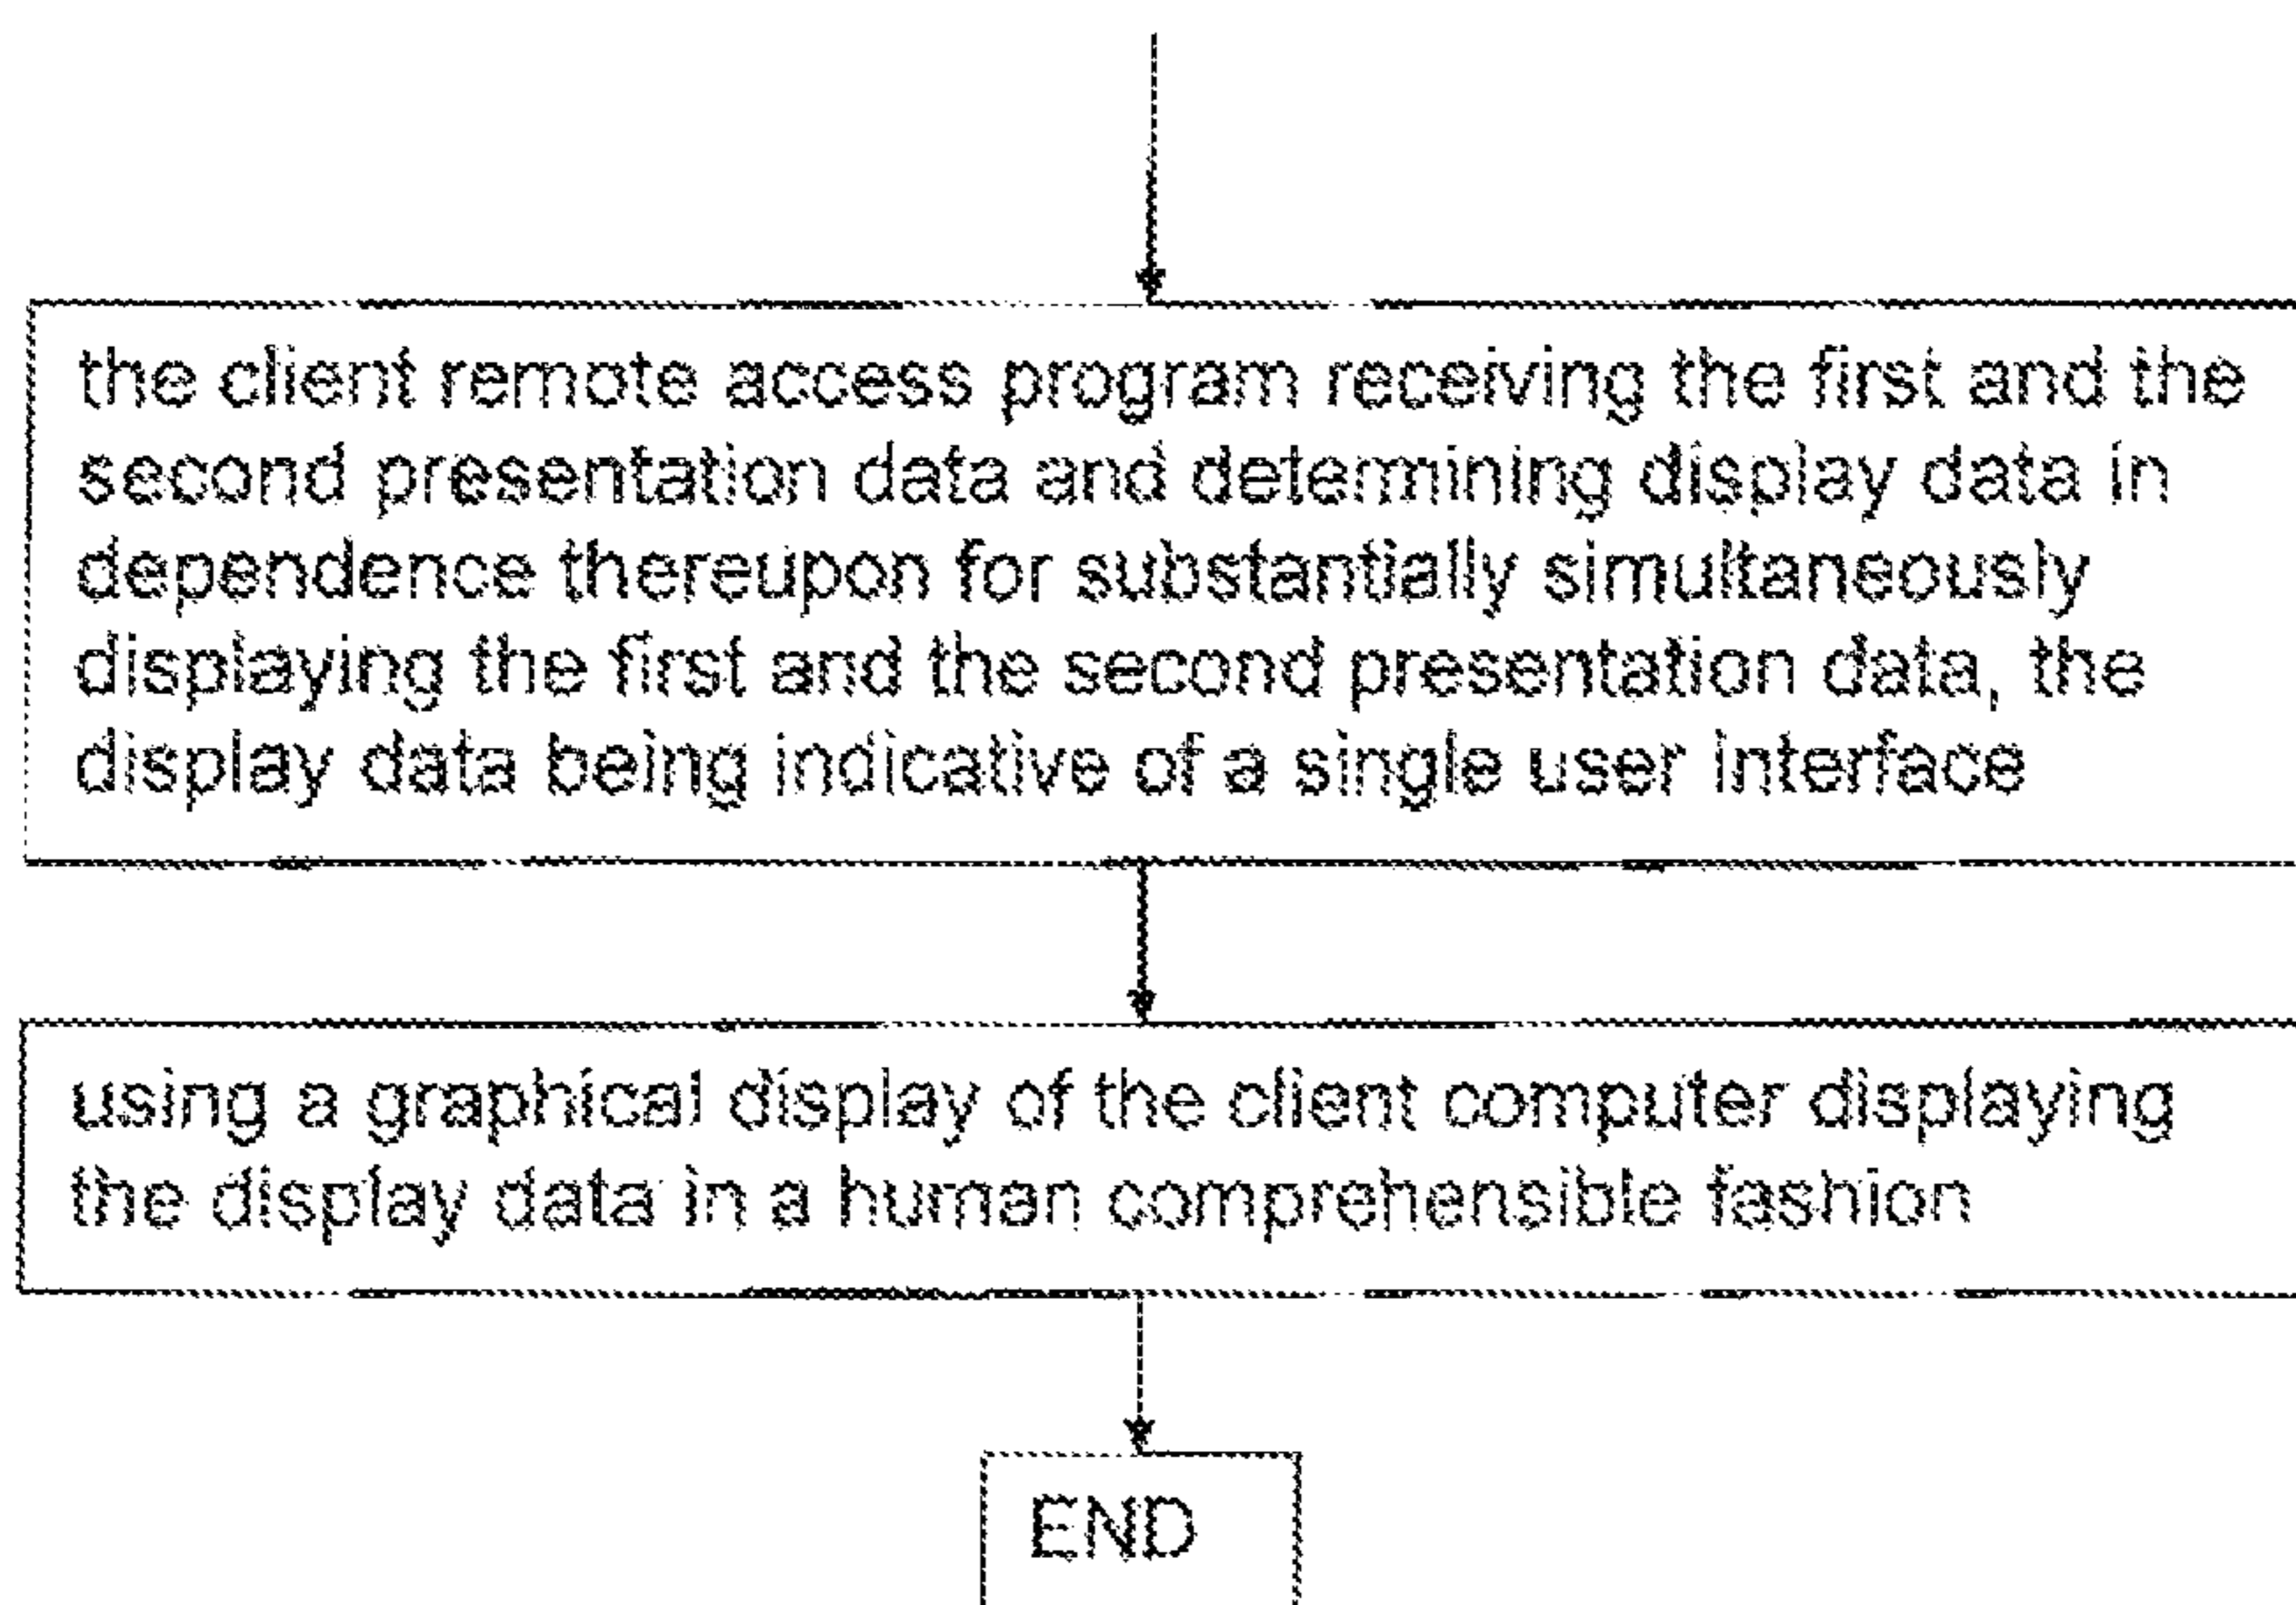 the client remote access program receiving the first and the
second presentation data and determining display data in
dependence thereupon for substantially simultaneously
displaying the first and the second presentation data, the
display data being indicative of a single user interface
using a graphical display of the client computer displaying
the display data in a human comprehensible fashion
END